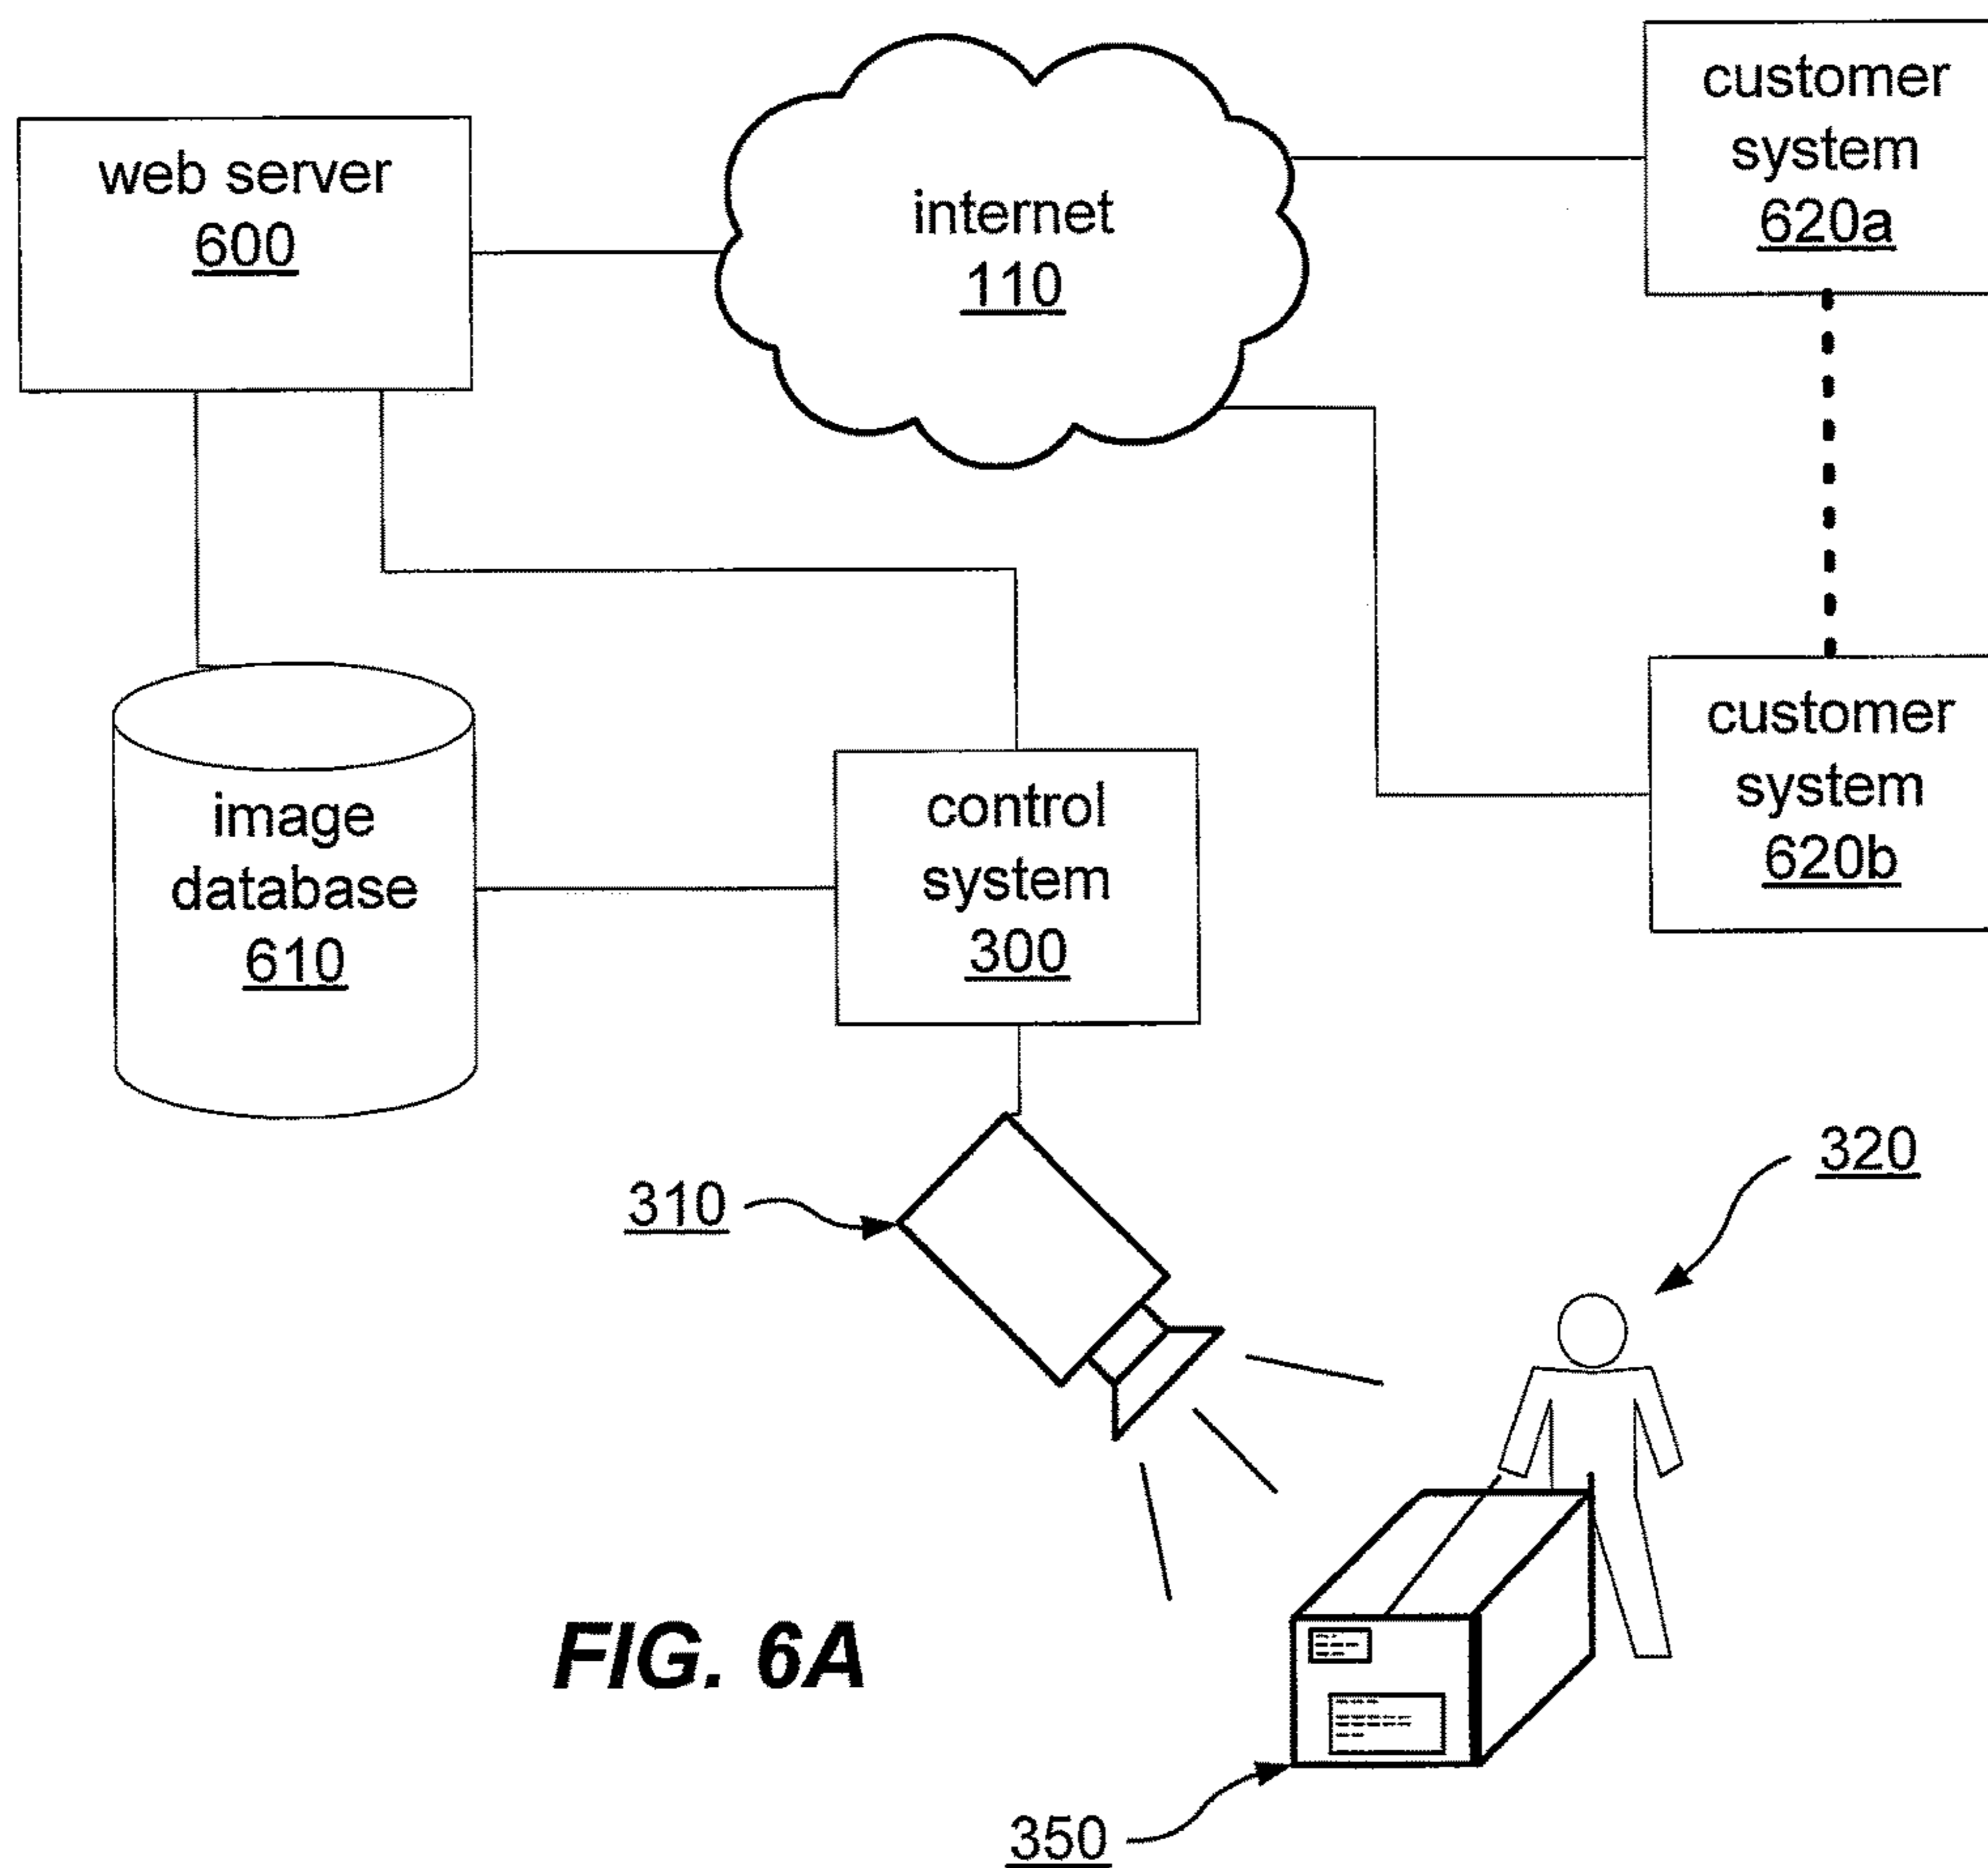 web server
600
internet
110
customer
system
620a
customer
system
620b
image
database
610
control
system
300
310
320
FIG. 6A
350